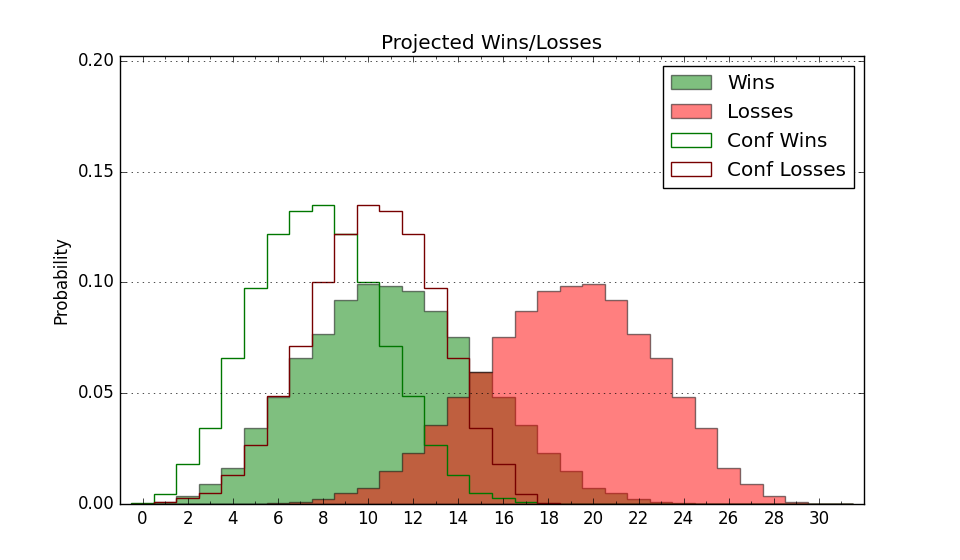 Projected Wins/Losses
0.20
0.15
0.10
0.05
0.00
Probability
Wins
Losses
Conf Wins
Conf Losses
0 2 4 6 8 10 12 14 16 18 20 22 24 26 28 30